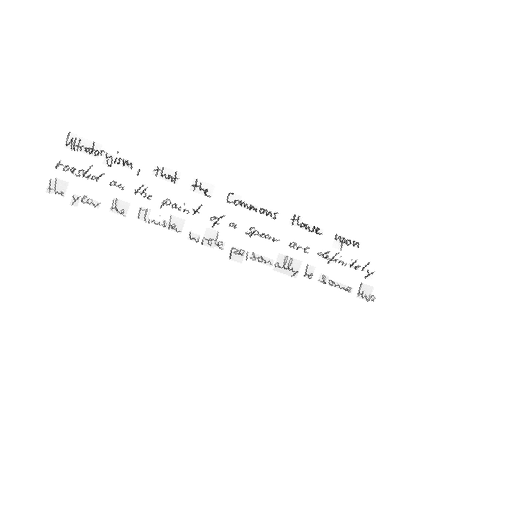 Ultratoryism, that the Commons House upon
roasted on the point of a spear are definitely
the year the Minister wrote personally to some two